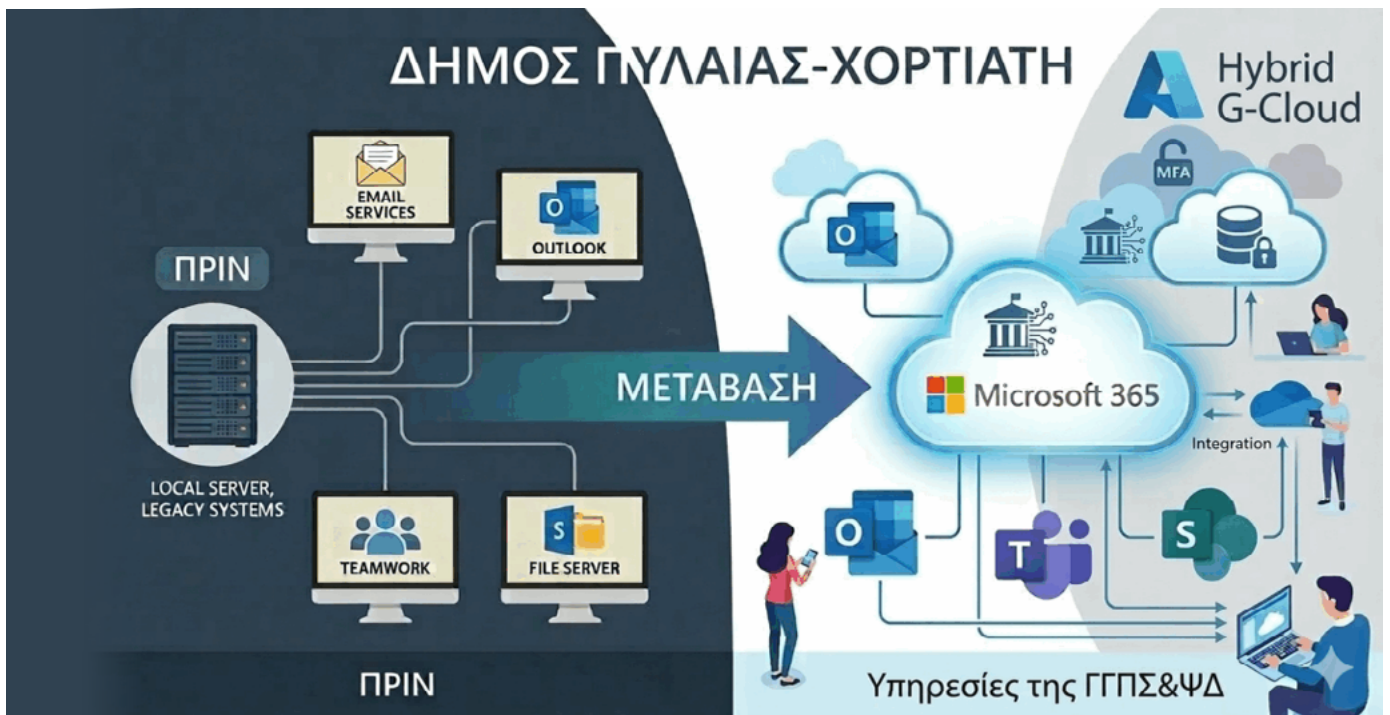 ΔΗΜΟΣ ΠΥΛΑΙΑΣ-ΧΟΡΤΙΑΤΗ
Hybrid
G-Cloud
EMAIL
SERVICES
OUTLOOK
MFA
ΠΡΙΝ
ΜΕΤΑΒΑΣΗ
Microsoft 365
Integration
LOCAL SERVER,
LEGACY SYSTEMS
TEAMWORK
S
FILE SERVER
O
O
O
T
S
ΠΡΙΝ
Υπηρεσίες της ΓΓΠΣ&ΨΔ